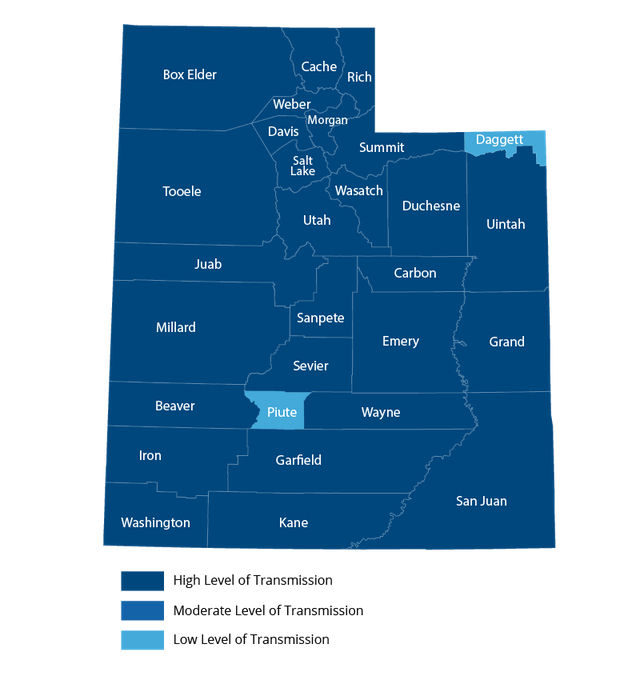 Cache
Box Elder
Rich
Weber
Morgan
Davis
Daggett
Summit
Salt
Lake
Tooele
Wasatch
Duchesne
Utah
Uintah
Juab
Carbon
Sanpete
Millard
Emery
Grand
Sevier
Beaver
Piute
Wayne
Iron
Garfield
San Juan
Washington
Kane
High Level of Transmission
Moderate Level of Transmission
Low Level of Transmission